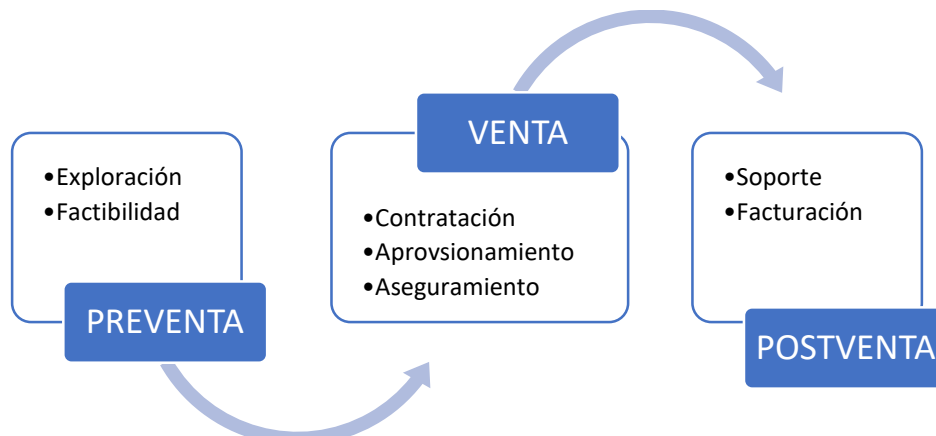 •Exploración
•Factibilidad
PREVENTA
VENTA
•Contratación
•Aprovsionamiento
•Aseguramiento
•Soporte
•Facturación
POSTVENTA